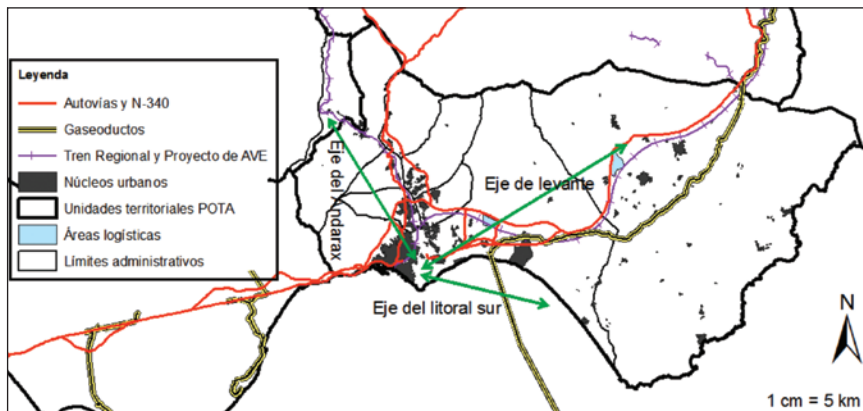 Leyenda
Autovías y N-340
Gaseoductos
Tren Regional y Proyecto de AVE
Núcleos urbanos
Unidades territoriales POTA
Áreas logísticas
Límites administrativos
Eje del Andarax
Eje de levante
Eje del litoral sur
N
1 cm = 5 km